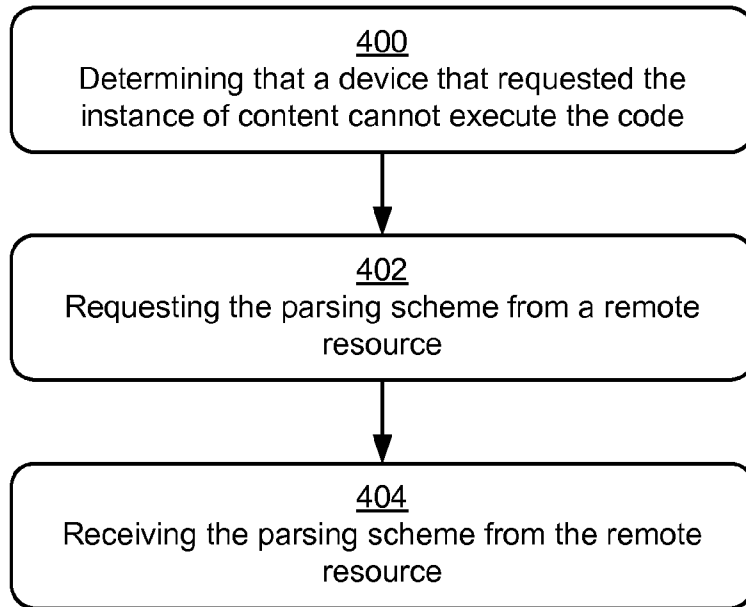 400
Determining that a device that requested the
instance of content cannot execute the code
402
Requesting the parsing scheme from a remote
resource
404
Receiving the parsing scheme from the remote
resource